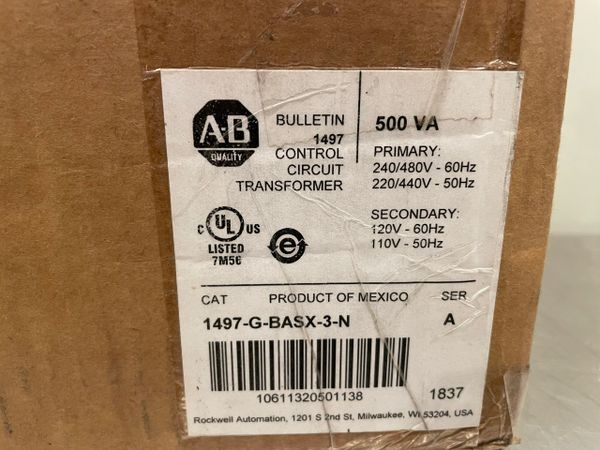 A-B
QUALITY
BULLETIN
1497
CONTROL
CIRCUIT
TRANSFORMER
500 VA
PRIMARY:
240/480V - 60Hz
220/440V - 50Hz
SECONDARY:
120V - 60Hz
110V - 50Hz
C UL US
LISTED
7M56
e
CAT PRODUCT OF MEXICO SER
1497-G-BASX-3-N A
10611320501138 1837
Rockwell Automation, 1201 S 2nd St, Milwaukee, WI 53204, USA